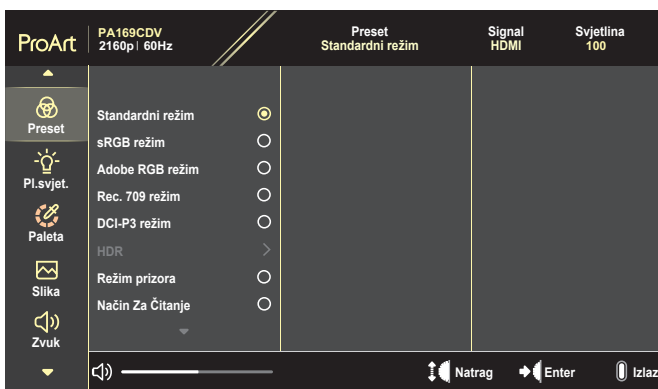 ProArt
PA169CDV
2160p | 60Hz
Preset
Standardni režim
Signal
HDMI
Svjetlina
100
Preset
Pl.svjet.
Paleta
Slika
Zvuk
Standardni režim
sRGB režim
Adobe RGB režim
Rec. 709 režim
DCI-P3 režim
HDR
Režim prizora
Način Za Čitanje
Natrag
Enter
Izlaz